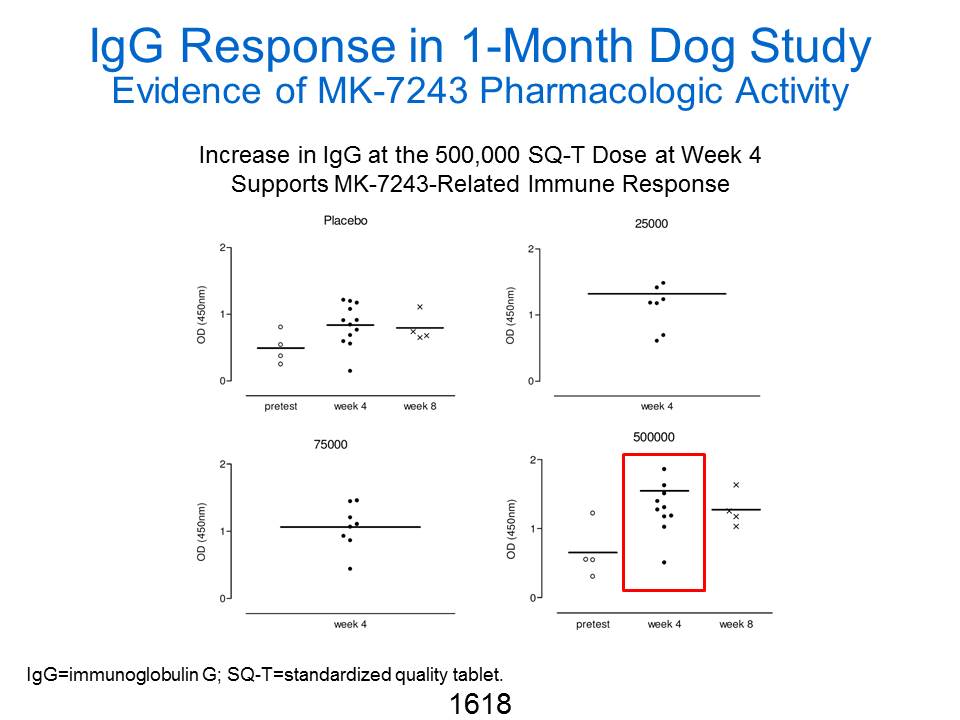 IgG Response in 1-Month Dog Study
Evidence of MK-7243 Pharmacologic Activity
Increase in IgG at the 500,000 SQ-T Dose at Week 4
Supports MK-7243-Related Immune Response
Placebo
2
1
0
OD (450nm)
pretest week 4 week 8
25000
2
1
0
OD (450nm)
week 4
75000
2
1
0
OD (450nm)
week 4
500000
2
1
0
OD (450nm)
pretest week 4 week 8
IgG=immunoglobulin G; SQ-T=standardized quality tablet.
1618